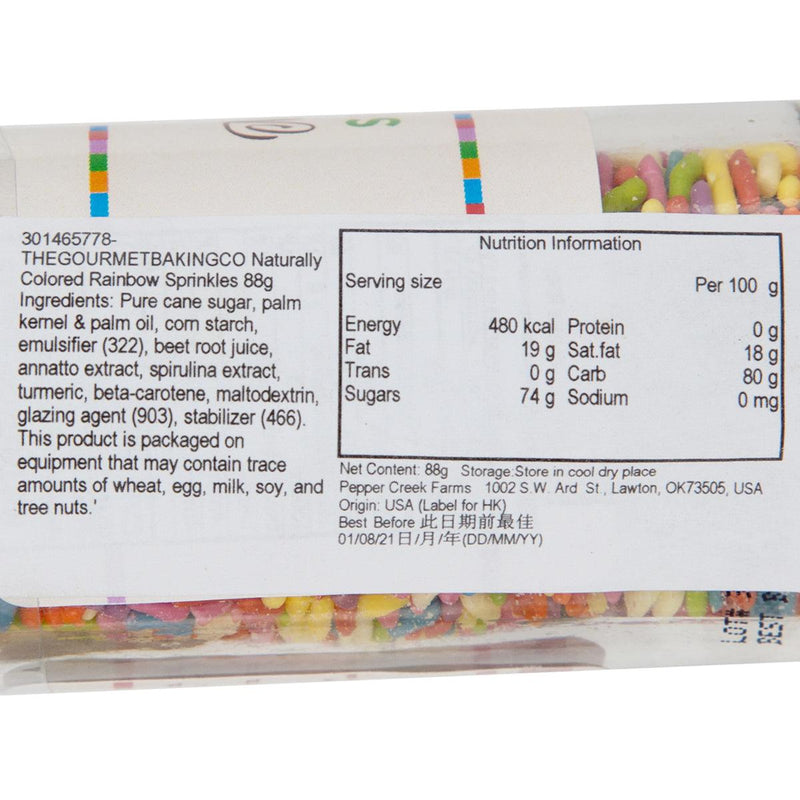 S
301465778-
THEGOURMETBAKINGCO Naturally
Colored Rainbow Sprinkles 88g
Ingredients: Pure cane sugar, palm
kernel & palm oil, corn starch,
emulsifier (322), beet root juice,
annatto extract, spirulina extract,
turmeric, beta-carotene, maltodextrin,
glazing agent (903), stabilizer (466).
This product is packaged on
equipment that may contain trace
amounts of wheat, egg, milk, soy, and
tree nuts.'
Nutrition Information
Serving size Per 100 g
Energy 480 kcal Protein 0 g
Fat 19 g Sat.fat 18 g
Trans 0 g Carb 80 g
Sugars 74 g Sodium 0 mg
Net Content: 88g Storage:Store in cool dry place
Pepper Creek Farms 1002 S.W. Ard St., Lawton, OK73505, USA
Origin: USA (Label for HK)
Best Before 此日期前最佳
01/08/21日/月/年(DD/MM/YY)
LOT#
BEST